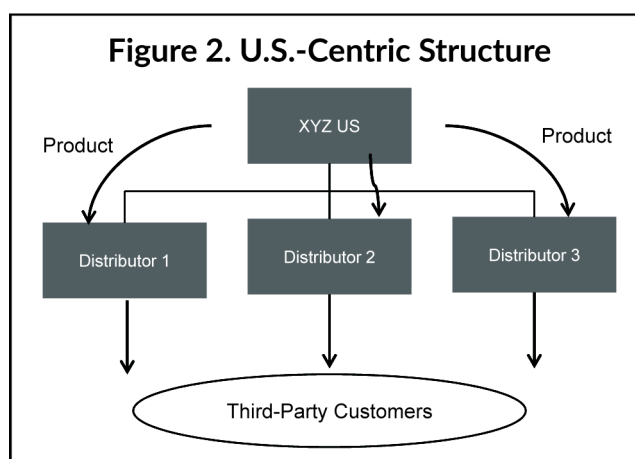 Figure 2. U.S.-Centric Structure
XYZ US
Product
Product
Distributor 1
Distributor 2
Distributor 3
Third-Party Customers